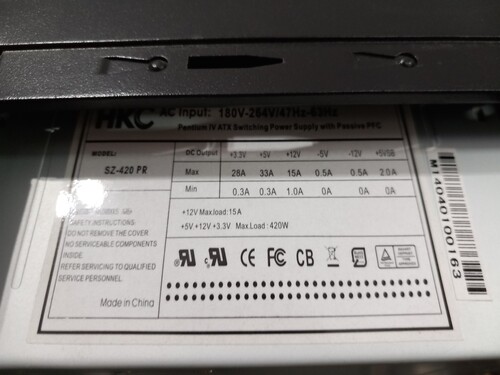 HKC AC Input: 180V-264V/47Hz-63Hz
Pentium IV ATX Switching Power Supply with Passive PFC
MODEL:
SZ-420 PR
DC Output +3.3V +5V +12V -5V -12V +5VSB
Max 28A 33A 15A 0.5A 0.5A 2.0A
Min 0.3A 0.3A 1.0A 0A 0A 0A
+12V Max.load:15A
+5V,+12V,+3.3V Max.Load: 420W
SAFETY INSTRUCTIONS:
DO NOT REMOVE THE COVER
NO SERVICEABLE COMPONENTS
INSIDE.
REFER SERVICING TO QUALIFIED
SERVICE PERSONNEL.
Made in China
CE FC CB
M14040100163